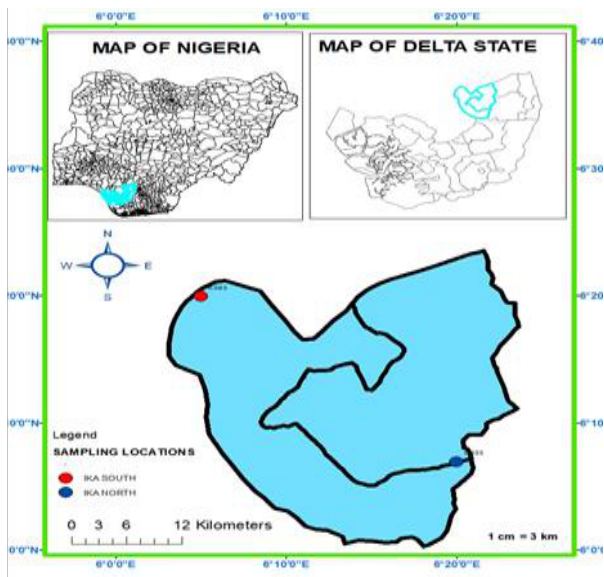 6°0'0"E 6°10'0"E 6°20'0"E
MAP OF NIGERIA
MAP OF DELTA STATE
N
W E
S
20'0"N
10'0"N
Legend
SAMPLING LOCATIONS
IKA SOUTH
IKA NORTH
0 3 6 12 Kilometers
1 cm = 3 km
6°0'0"E 6°10'0"E 6°20'0"E